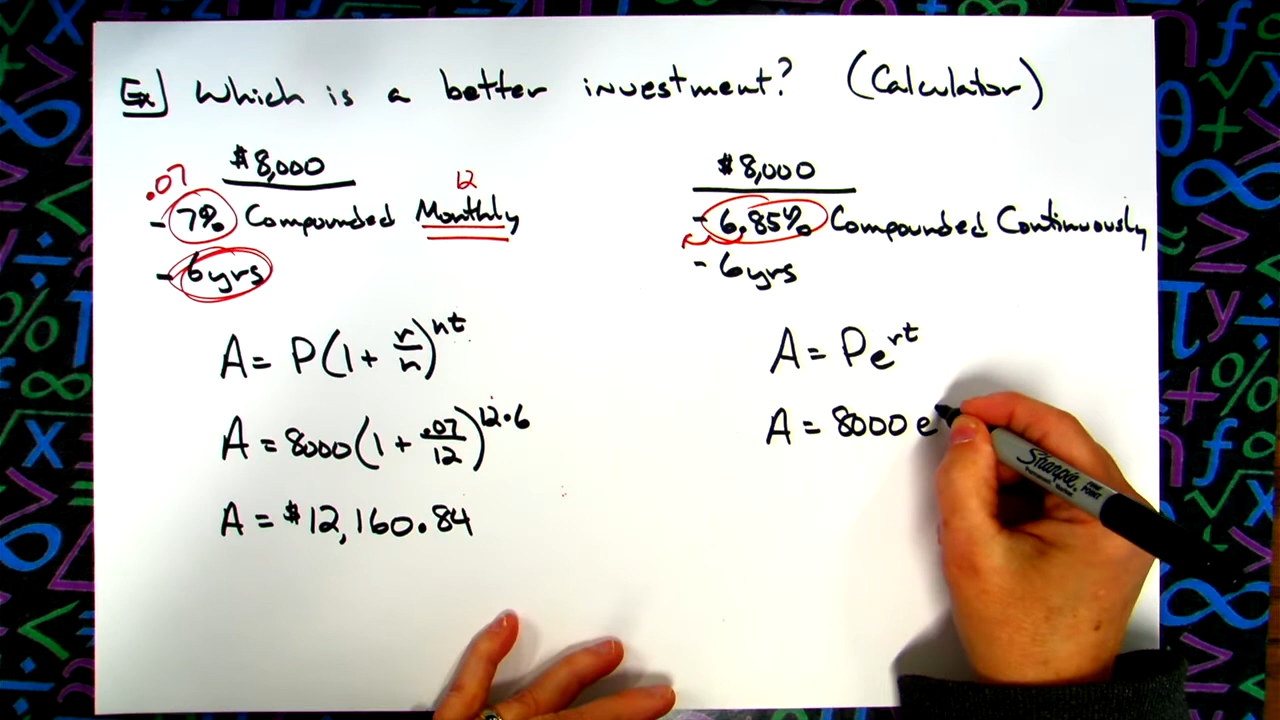 Ex] Which is a better investment? (Calculator)
$8,000
.07
12
- 7% Compounded Monthly
- 6yrs
A = P(1 + r/n)^nt
A = 8000(1 + .07/12)^12·6
A = $12,160.84
$8,000
- 6.85% Compounded Continuously
- 6yrs
A = Pe^rt
A = 8000 e
Sharpie